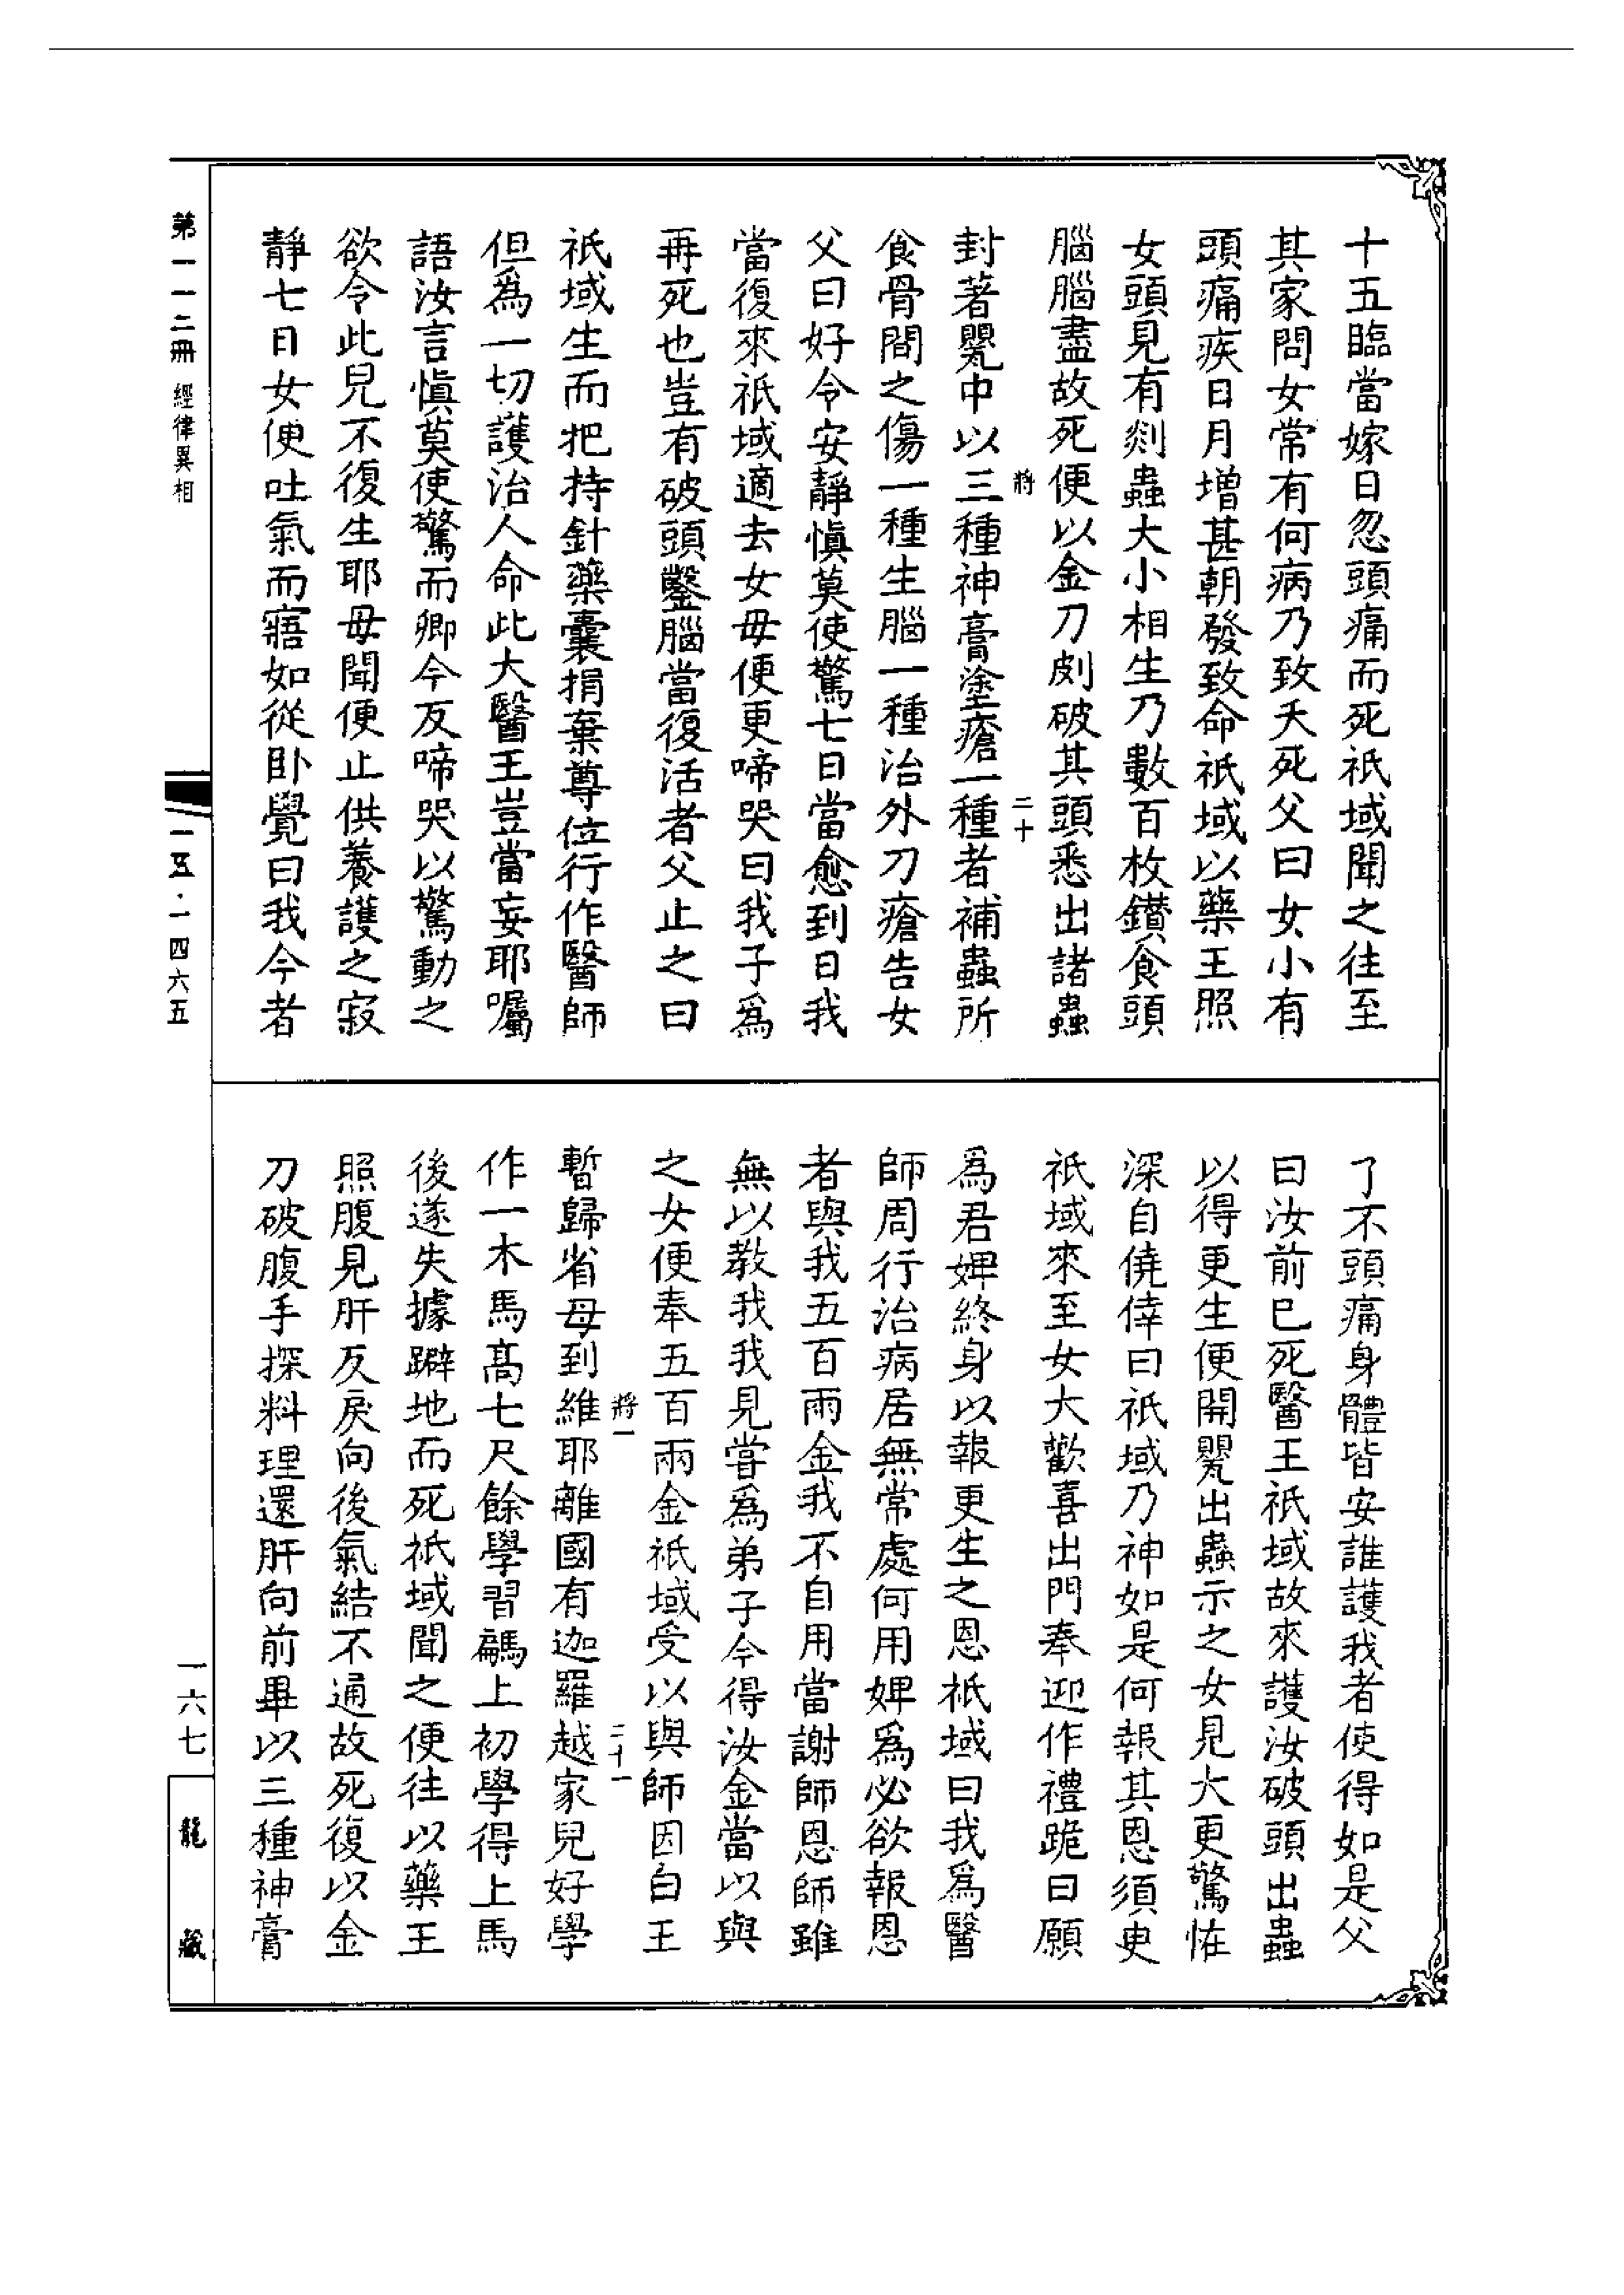 十五臨當嫁日忽頭痛而死祇域聞之往至
其家問女常有何病乃致夭死父曰女小有
頭痛疾日月增甚朝發致命祇域以藥王照
女頭見有剡蟲大小相生乃數百枚鑚食頭
腦腦盡故死便以金刀㓟破其頭悉出諸蟲
將
二十
封著甖中以三種神膏塗瘡一種者補蟲所
食骨間之傷一種生腦一種治外刀瘡告女
父曰好令安靜慎莫使驚七日當愈到日我
當復來祇域適去女母便更啼哭曰我子為
再死也豈有破頭鑿腦當復活者父止之曰
祇域生而把持針藥囊捐棄尊位行作醫師
但為一切護治人命此大醫王豈當妄耶囑
語汝言慎莫使驚而卿今反啼哭以驚動之
欲令此兒不復生耶母聞便止供養護之寂
靜七日女便吐氣而寤如從卧覺曰我今者
了不頭痛身體皆安誰護我者使得如是父
曰汝前巳死醫王祇域故來護汝破頭出蟲
以得更生便開甖出蟲示之女見大更驚怪
深自僥倖曰祇域乃神如是何報其恩須吏
祇域來至女大歡喜出門奉迎作禮跪曰願
為君婢終身以報更生之恩祇域曰我為醫
師周行治病居無常處何用婢為必欲報恩
者與我五百兩金我不自用當謝師恩師雖
無以教我我見嘗為弟子今得汝金當以與
之女便奉五百兩金祇域受以與師因白王
將一
二十一
暫歸省母到維耶離國有迦羅越家兒好學
作一木馬髙七尺餘學習騙上初學得上馬
後遂失據躃地而死祇域聞之便往以藥王
照腹見肝反戾向後氣結不通故死復以金
刀破腹手探料理還肝向前畢以三種神膏
第一一二冊 經律異相
一五·一四六五
一六七
龍藏